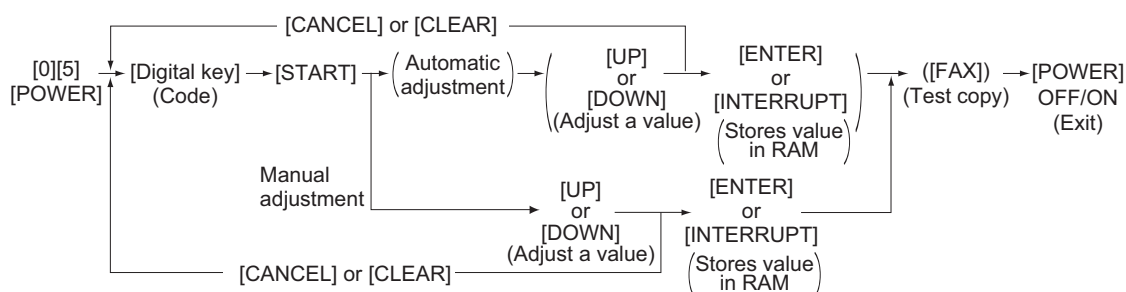 [CANCEL] or [CLEAR]
[0][5]
[POWER]
[Digital key]
(Code)
[START]
(Automatic
adjustment)
([UP]
or
[DOWN]
(Adjust a value)
[ENTER]
or
[INTERRUPT]
(Stores value
in RAM))
([FAX])
(Test copy)
[POWER]
OFF/ON
(Exit)
Manual
adjustment
[UP]
or
[DOWN]
(Adjust a value)
[ENTER]
or
[INTERRUPT]
(Stores value
in RAM)
[CANCEL] or [CLEAR]